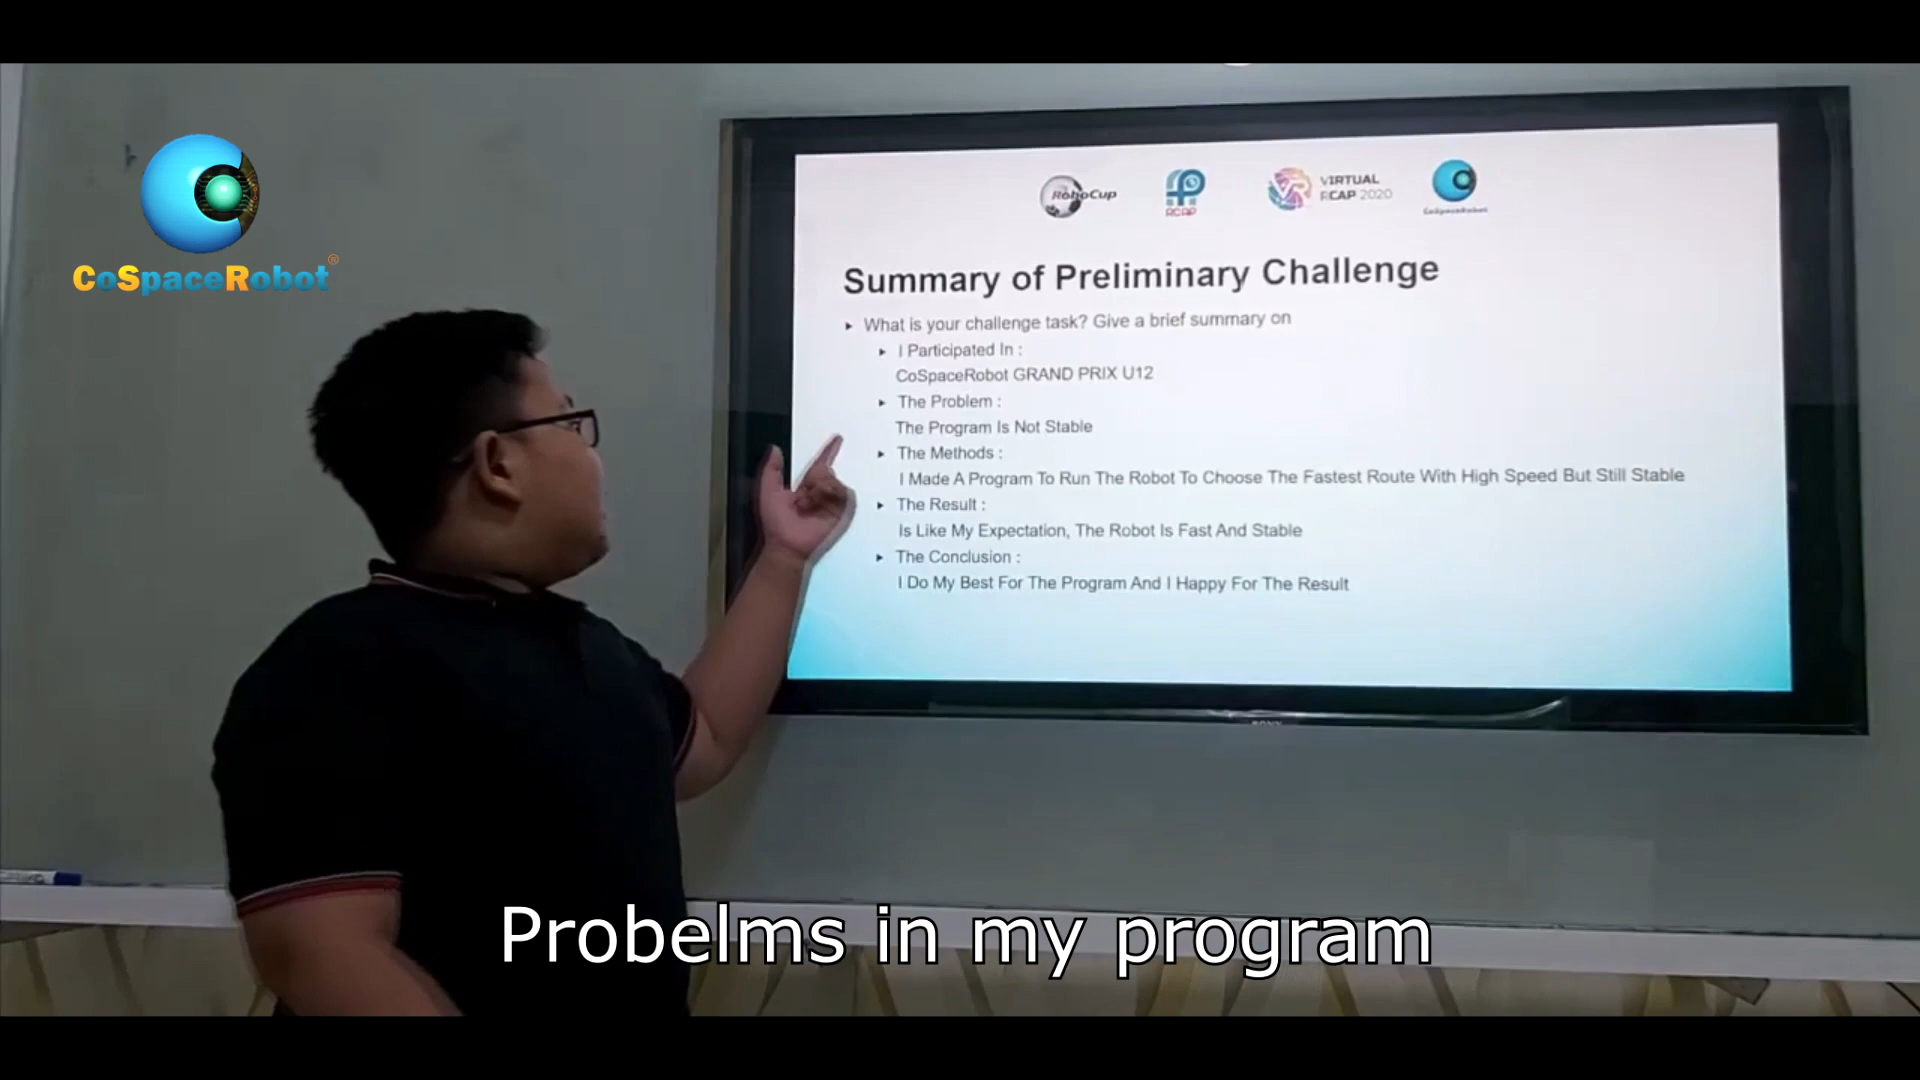 CoSpaceRobot®
RoboCup
RCAP
VIRTUAL
RCAP 2020
CoSpaceRobot
Summary of Preliminary Challenge
What is your challenge task? Give a brief summary on
I Participated In :
CoSpaceRobot GRAND PRIX U12
The Problem :
The Program Is Not Stable
The Methods :
I Made A Program To Run The Robot To Choose The Fastest Route With High Speed But Still Stable
The Result :
Is Like My Expectation, The Robot Is Fast And Stable
The Conclusion :
I Do My Best For The Program And I Happy For The Result
SONY
Probelms in my program